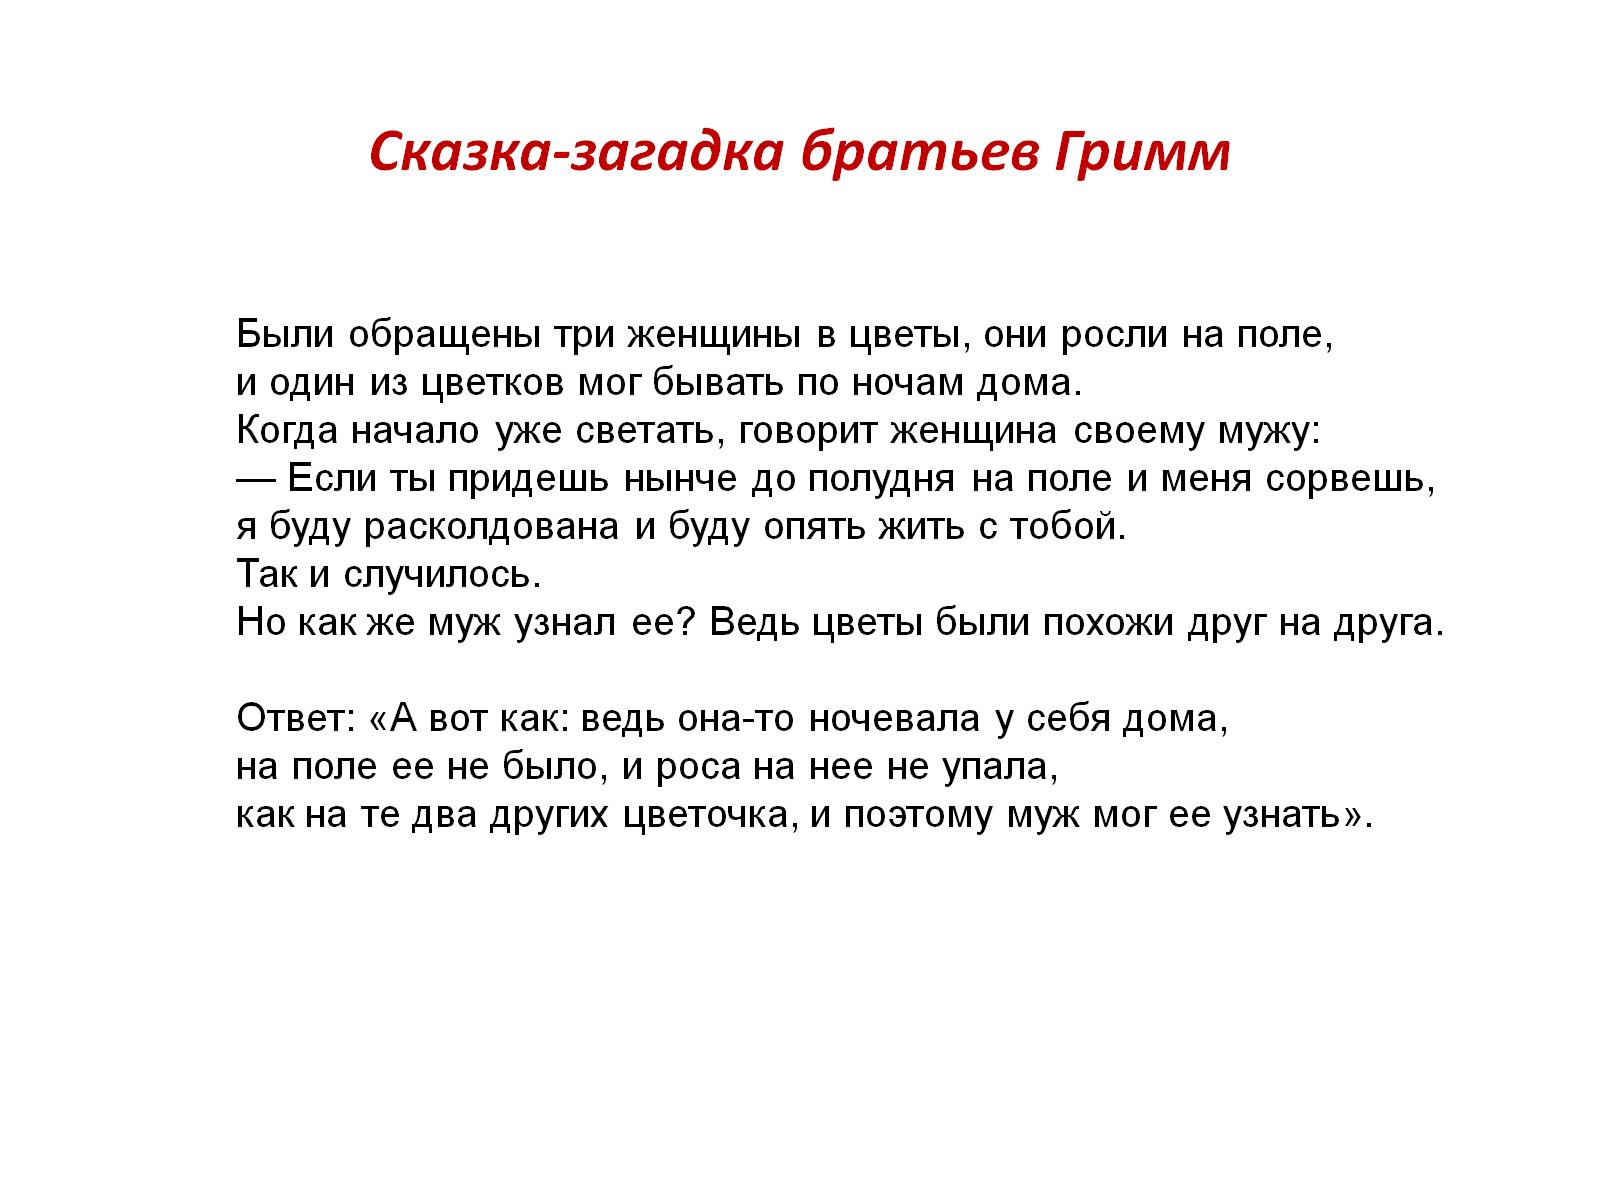 Сказка-загадка братьев Гримм
Были обращены три женщины в цветы, они росли на поле,
и один из цветков мог бывать по ночам дома.
Когда начало уже светать, говорит женщина своему мужу:
— Если ты придешь нынче до полудня на поле и меня сорвешь,
я буду расколдована и буду опять жить с тобой.
Так и случилось.
Но как же муж узнал ее? Ведь цветы были похожи друг на друга.
Ответ: «А вот как: ведь она-то ночевала у себя дома,
на поле ее не было, и роса на нее не упала,
как на те два других цветочка, и поэтому муж мог ее узнать».